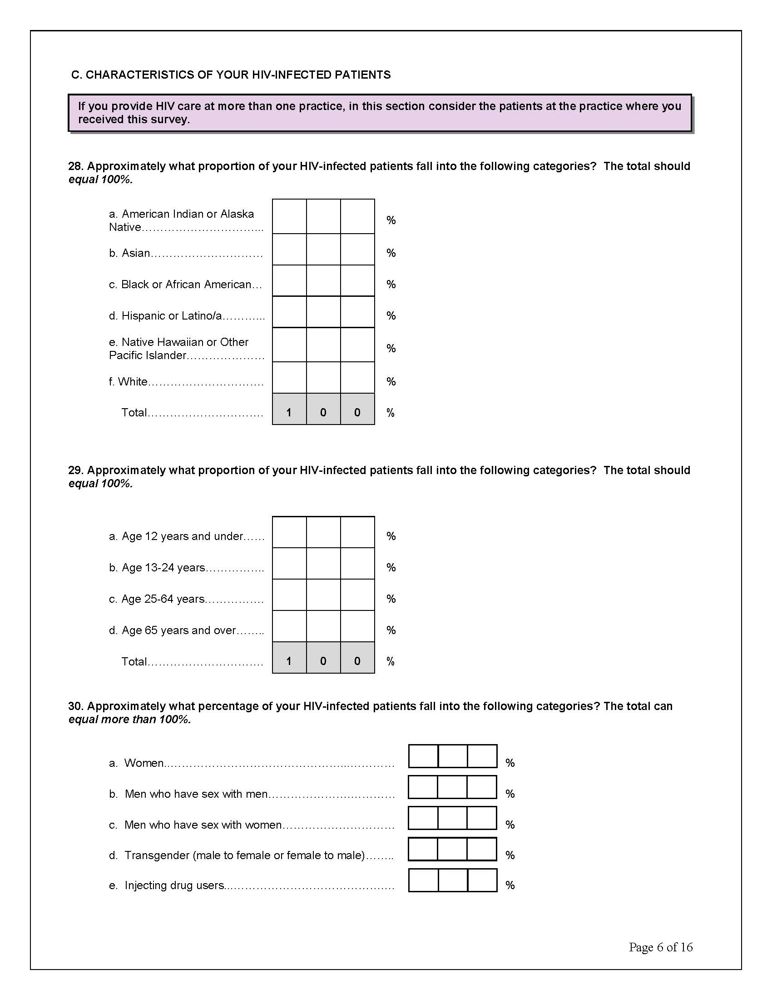 C. CHARACTERISTICS OF YOUR HIV-INFECTED PATIENTS
If you provide HIV care at more than one practice, in this section consider the patients at the practice where you
received this survey.
28. Approximately what proportion of your HIV-infected patients fall into the following categories?  The total should
equal 100%.
a. American Indian or Alaska
Native…………………………... %
b. Asian………………………… %
c. Black or African American… %
d. Hispanic or Latino/a………... %
e. Native Hawaiian or Other
Pacific Islander………………… %
f. White…………………………. %
Total…………………………. 1 0 0 %
29. Approximately what proportion of your HIV-infected patients fall into the following categories?  The total should
equal 100%.
a. Age 12 years and under…… %
b. Age 13-24 years……………. %
c. Age 25-64 years……………. %
d. Age 65 years and over…….. %
Total…………………………. 1 0 0 %
30. Approximately what percentage of your HIV-infected patients fall into the following categories? The total can
equal more than 100%.
a.  Women..………………………………………..………… %
b.  Men who have sex with men………………….………… %
c.  Men who have sex with women………………………… %
d.  Transgender (male to female or female to male)…….. %
e.  Injecting drug users..……………………………………. %
Page 6 of 16